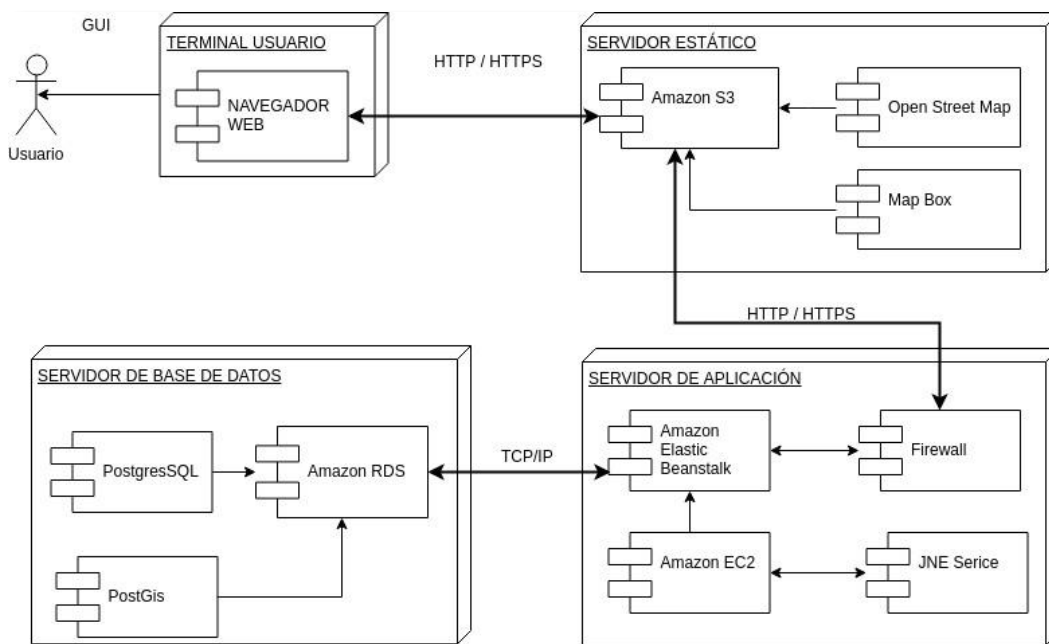 GUI
TERMINAL USUARIO
NAVEGADOR
WEB
Usuario
HTTP / HTTPS
SERVIDOR ESTÁTICO
Amazon S3
Open Street Map
Map Box
HTTP / HTTPS
SERVIDOR DE BASE DE DATOS
PostgresSQL
Amazon RDS
PostGis
TCP/IP
SERVIDOR DE APLICACIÓN
Amazon
Elastic
Beanstalk
Firewall
Amazon EC2
JNE Serice